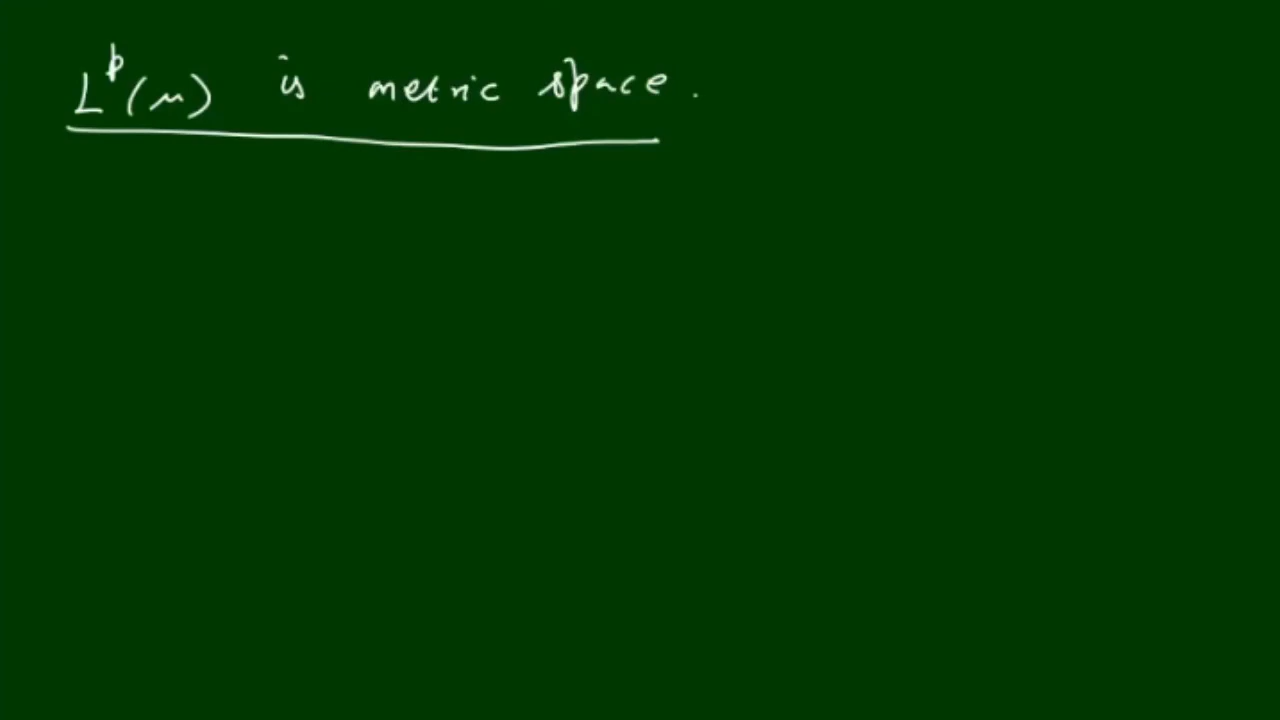 L^p(μ) is metric space.